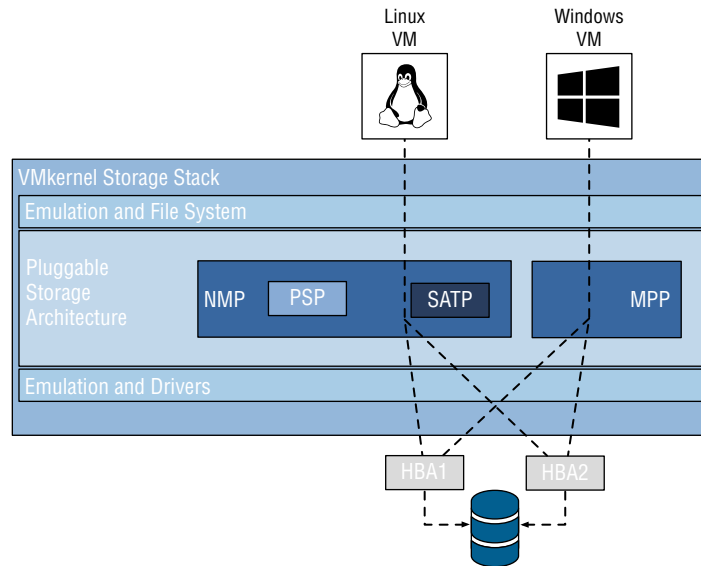 Linux
VM
Windows
VM
VMkernel Storage Stack
Emulation and File System
Pluggable
Storage
Architecture
NMP
PSP
SATP
MPP
Emulation and Drivers
HBA1
HBA2